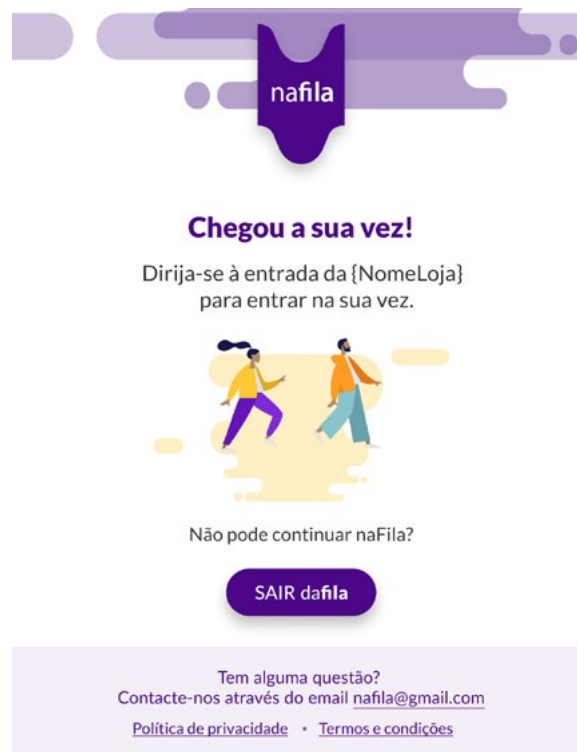 nafila
Chegou a sua vez!
Dirija-se à entrada da {NomeLoja}
para entrar na sua vez.
Não pode continuar naFila?
SAIR dafila
Tem alguma questão?
Contacte-nos através do email nafila@gmail.com
Política de privacidade • Termos e condições